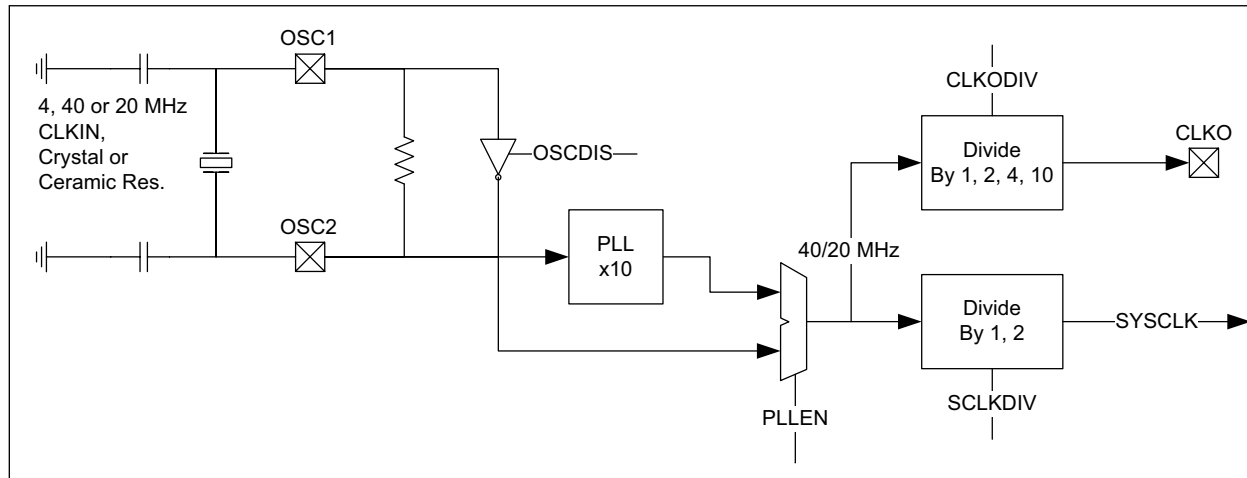 OSC1
4, 40 or 20 MHz
CLKIN,
Crystal or
Ceramic Res.
OSCDIS
OSC2
PLL
x10
40/20 MHz
PLLEN
CLKODIV
Divide
By 1, 2, 4, 10
CLKO
Divide
By 1, 2
SYSCLK
SCLKDIV